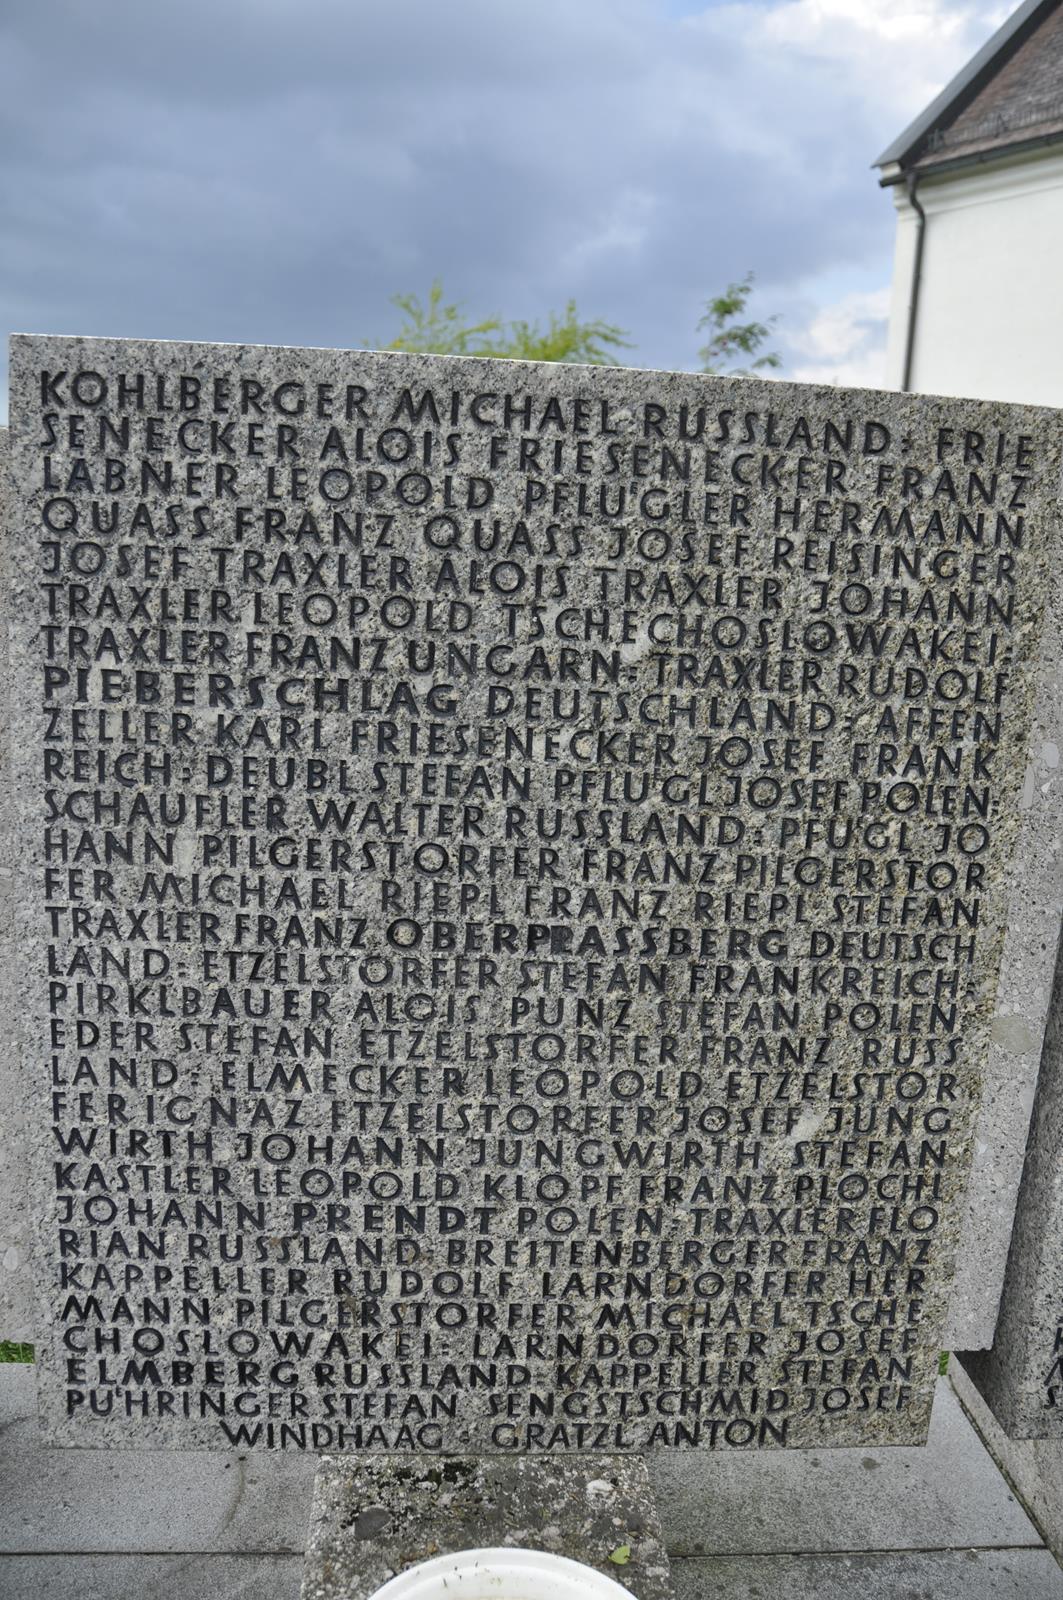 KOHLBERGER MICHAEL RUSSLAND: FRIE
SENECKER ALOIS FRIESENECKER FRANZ
LABNER LEOPOLD PFLÜGLER HERMANN
QUASS FRANZ QUASS JOSEF REISINGER
JOSEF TRAXLER ALOIS TRAXLER JOHANN
TRAXLER LEOPOLD TSCHECHOSLOWAKEI:
TRAXLER FRANZ UNGARN: TRAXLER RUDOLF
PIEBERSCHLAG DEUTSCHLAND: AFFEN
ZELLER KARL FRIESENECKER JOSEF FRANK
REICH: DEUBL STEFAN PFLÜGL JOSEF POLEN:
SCHAUFLER WALTER RUSSLAND: PFÜGL JO
HANN PILGERSTORFER FRANZ PILGERSTOR
FER MICHAEL RIEPL FRANZ RIEPL STEFAN
TRAXLER FRANZ OBERPRASSBERG DEUTSCH
LAND: ETZELSTORFER STEFAN FRANKREICH:
PIRKLBAUER ALOIS PUNZ STEFAN POLEN:
EDER STEFAN ETZELSTORFER FRANZ RUSS
LAND: ELMECKER LEOPOLD ETZELSTOR
FER IGNAZ ETZELSTORFER JOSEF JUNG
WIRTH JOHANN JUNGWIRTH STEFAN
KASTLER LEOPOLD KLOPF FRANZ PLOCHL
JOHANN PRENDT POLEN: TRAXLER FLO
RIAN RUSSLAND: BREITENBERGER FRANZ
KAPPELLER RUDOLF LARNDORFER HER
MANN PILGERSTORFER MICHAEL TSCHE
CHOSLOWAKEI: LARNDORFER JOSEF
ELMBERG RUSSLAND: KAPPELLER STEFAN
PÜHRINGER STEFAN SENGSTSCHMID JOSEF
WINDHAAG: GRATZL ANTON